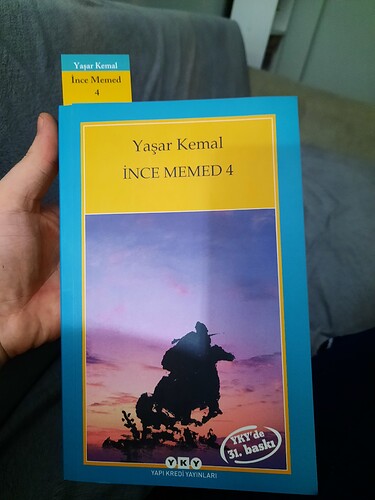 Yaşar Kemal
İnce Memed
4
Yaşar Kemal
İNCE MEMED 4
YKY'de
31. baskı
YKY
YAPI KREDİ YAYINLARI